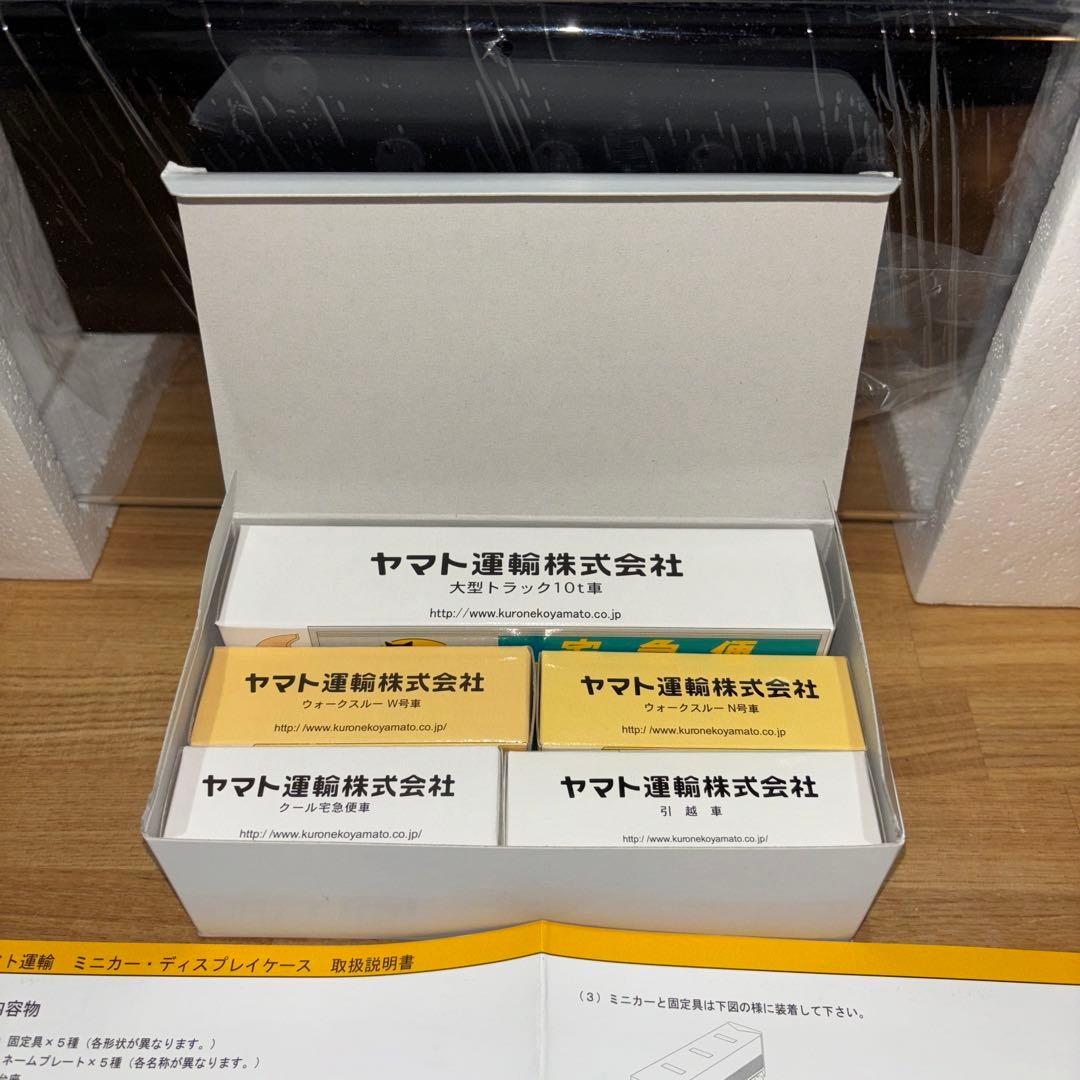 ヤマト運輸株式会社
大型トラック10t車
http://www.kuronekoyamato.co.jp
宅急便
ヤマト運輸株式会社
ウォークスルー W号車
http://www.kuronekoyamato.co.jp/
ヤマト運輸株式会社
ウォークスルー N号車
http://www.kuronekoyamato.co.jp
ヤマト運輸株式会社
クール宅急便車
http://www.kuronekoyamato.co.jp/
ヤマト運輸株式会社
引越車
http://www.kuronekoyamato.co.jp/
ト運輸 ミニカー・ディスプレイケース 取扱説明書
内容物
固定具×5種（各形状が異なります。）
ネームプレート×5種（各名称が異なります。）
台座
（3）ミニカーと固定具は下図の様に装着して下さい。